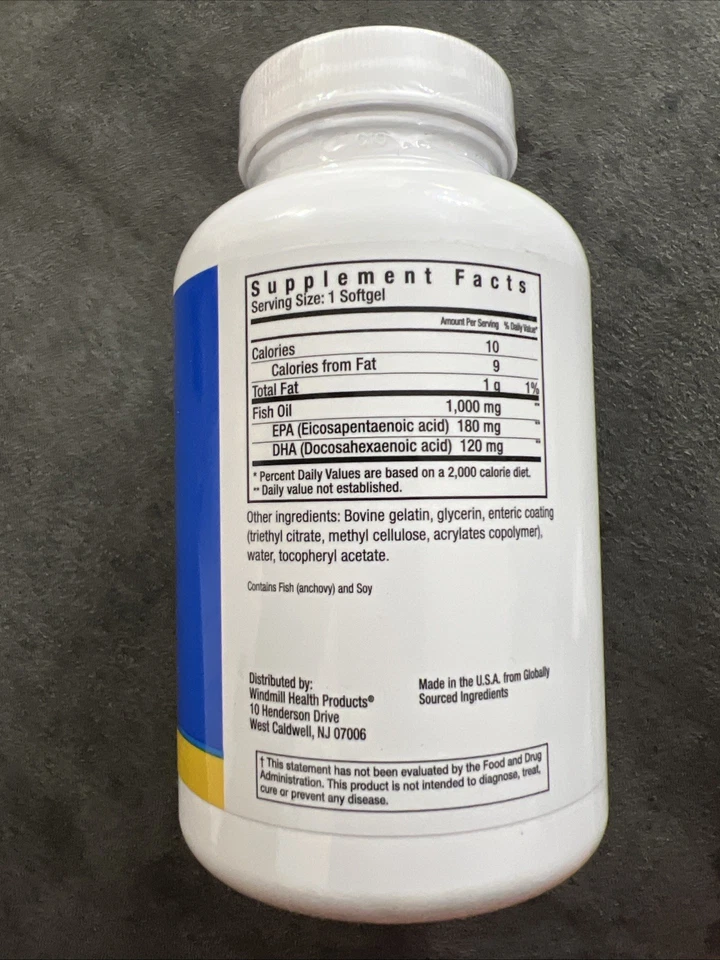 Supplement Facts
Serving Size: 1 Softgel
Amount Per Serving % Daily Value*
Calories 10
Calories from Fat 9
Total Fat 1 g 1%
Fish Oil 1,000 mg **
EPA (Eicosapentaenoic acid) 180 mg **
DHA (Docosahexaenoic acid) 120 mg **
* Percent Daily Values are based on a 2,000 calorie diet.
** Daily value not established.
Other ingredients: Bovine gelatin, glycerin, enteric coating
(triethyl citrate, methyl cellulose, acrylates copolymer),
water, tocopheryl acetate.
Contains Fish (anchovy) and Soy
Distributed by:
Windmill Health Products®
10 Henderson Drive
West Caldwell, NJ 07006
Made in the U.S.A. from Globally
Sourced Ingredients
† This statement has not been evaluated by the Food and Drug
Administration. This product is not intended to diagnose, treat,
cure or prevent any disease.